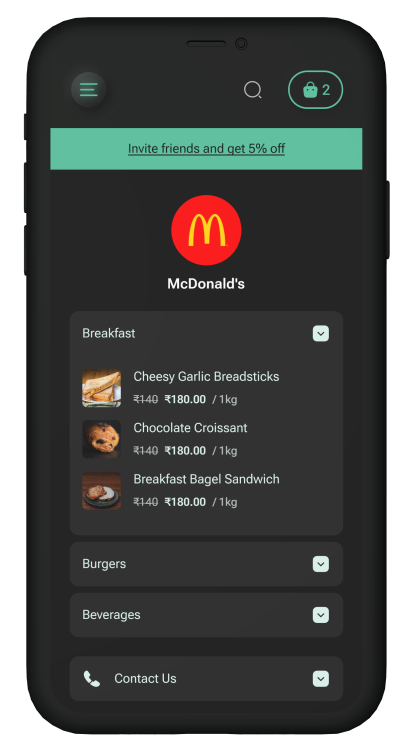 2
Invite friends and get 5% off
McDonald's
Breakfast
Cheesy Garlic Breadsticks
₹140 ₹180.00 / 1kg
Chocolate Croissant
₹140 ₹180.00 / 1kg
Breakfast Bagel Sandwich
₹140 ₹180.00 / 1kg
Burgers
Beverages
Contact Us